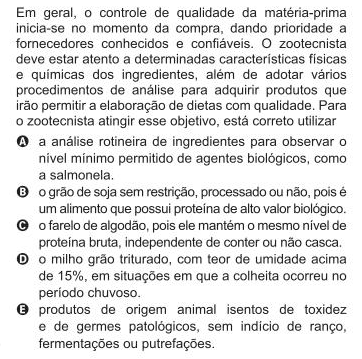 Em geral, o controle de qualidade da matéria-prima
inicia-se no momento da compra, dando prioridade a
fornecedores conhecidos e confiáveis. O zootecnista
deve estar atento a determinadas características físicas
e químicas dos ingredientes, além de adotar vários
procedimentos de análise para adquirir produtos que
irão permitir a elaboração de dietas com qualidade. Para
o zootecnista atingir esse objetivo, está correto utilizar
A a análise rotineira de ingredientes para observar o
nível mínimo permitido de agentes biológicos, como
a salmonela.
B o grão de soja sem restrição, processado ou não, pois é
um alimento que possui proteína de alto valor biológico.
C o farelo de algodão, pois ele mantém o mesmo nível de
proteína bruta, independente de conter ou não casca.
D o milho grão triturado, com teor de umidade acima
de 15%, em situações em que a colheita ocorreu no
período chuvoso.
E produtos de origem animal isentos de toxidez
e de germes patológicos, sem indício de ranço,
fermentações ou putrefações.